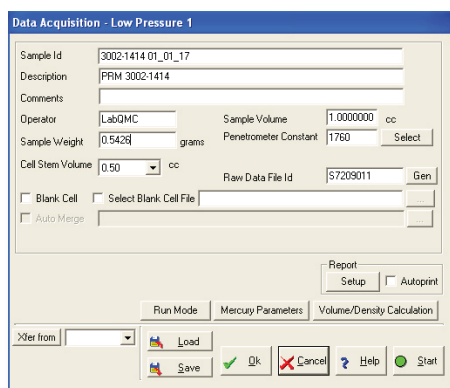 Data Acquisition - Low Pressure 1
Sample Id 3002-1414 01_01_17
Description PRM 3002-1414
Comments
Operator LabQMC Sample Volume 1.0000000 cc
Sample Weight 0.5426 grams Penetrometer Constant 1760 Select
Cell Stem Volume 0.50 cc
Raw Data File Id S7209011 Gen
Blank Cell Select Blank Cell File ...
Auto Merge ...
Report
Setup Autoprint
Run Mode Mercury Parameters Volume/Density Calculation
Xfer from Load
Save Ok Cancel Help Start